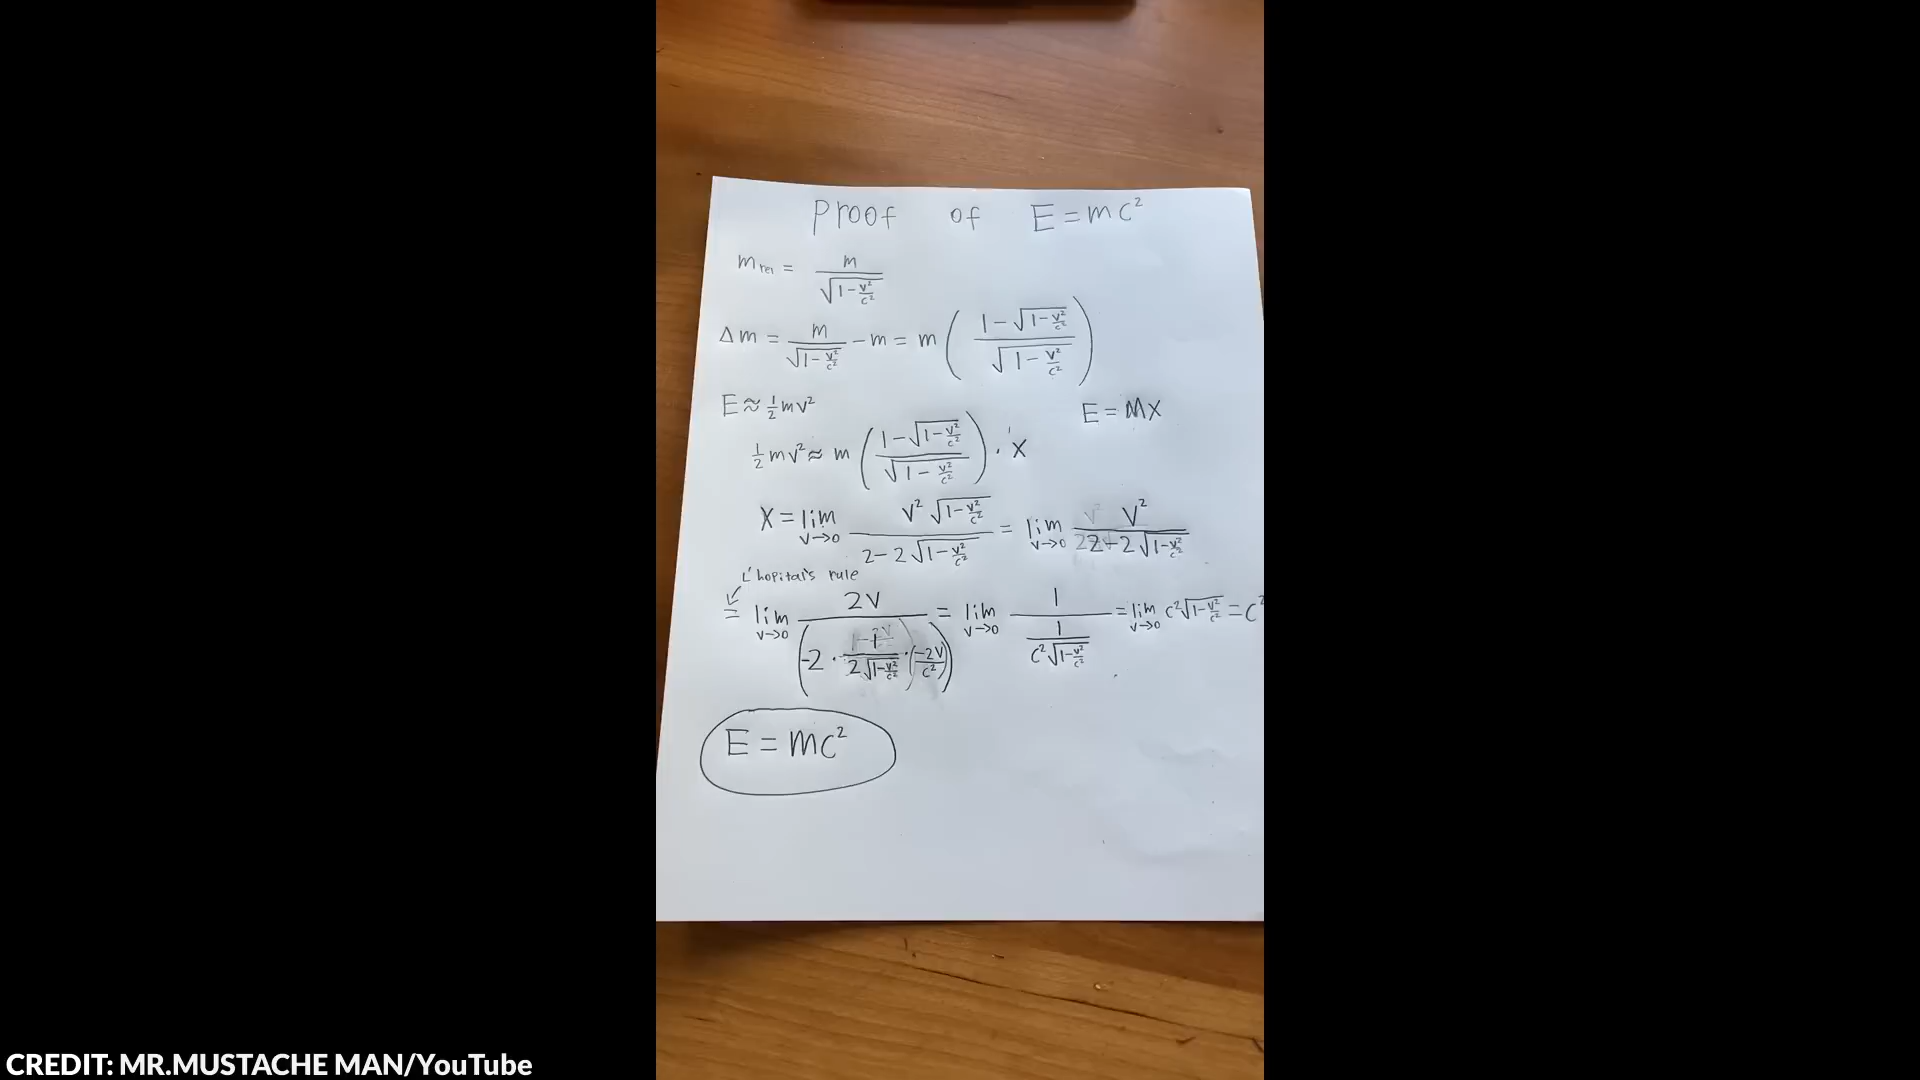 Proof of E = mc²
m rel = m / √(1 - v²/c²)
Δm = m / √(1 - v²/c²) - m = m ( (1 - √(1 - v²/c²)) / √(1 - v²/c²) )
E ≈ ½mv² E = Mx
½mv² ≈ m ( (1 - √(1 - v²/c²)) / √(1 - v²/c²) ) · x
X = lim v→0 v²√(1 - v²/c²) / (2 - 2√(1 - v²/c²)) = lim v→0 v² / (2 - 2√(1 - v²/c²))
L'hopital's rule
= lim v→0 2v / (-2 · 1 / (2√(1 - v²/c²)) · (-2v/c²)) = lim v→0 1 / (1 / (c²√(1 - v²/c²))) = lim v→0 c²√(1 - v²/c²) = c²
E = mc²
CREDIT: MR.MUSTACHE MAN/YouTube